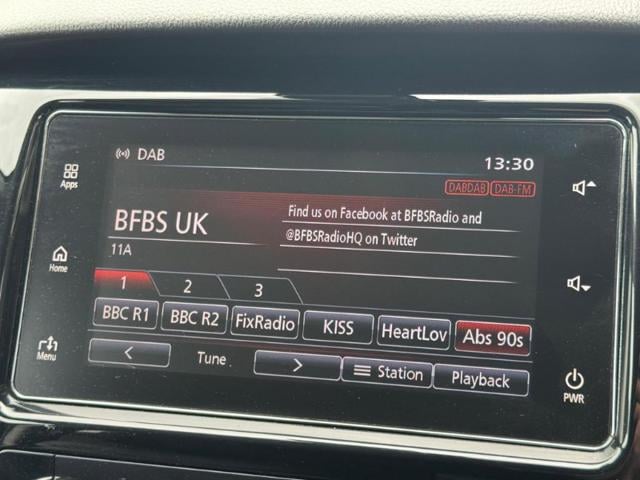 DAB
13:30
Apps
DABDAB DAB-FM
BFBS UK
Find us on Facebook at BFBSRadio and
@BFBSRadioHQ on Twitter
11A
Home
1 2 3
BBC R1 BBC R2 FixRadio KISS HeartLov Abs 90s
Menu
< Tune > Station Playback
PWR